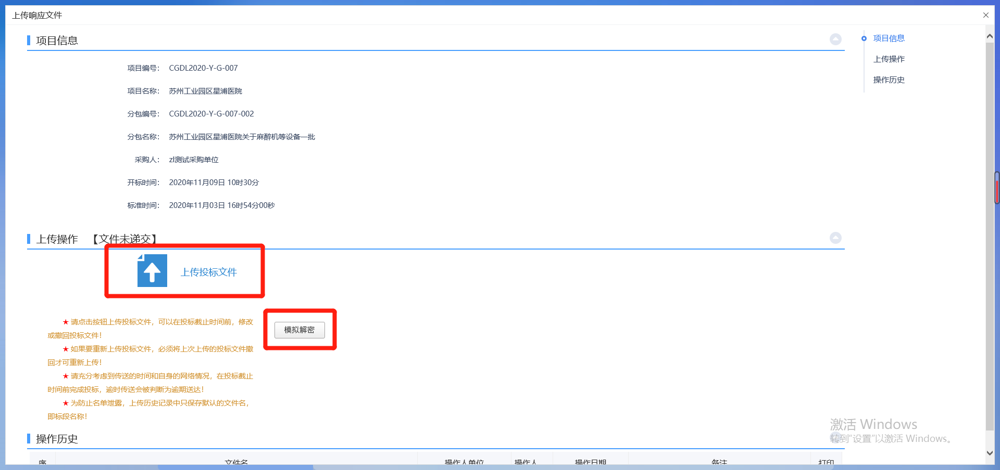 上传响应文件
项目信息
项目编号： CGDL2020-Y-G-007
项目名称： 苏州工业园区星浦医院
分包编号： CGDL2020-Y-G-007-002
分包名称： 苏州工业园区星浦医院关于麻醉机等设备一批
采购人： zl测试采购单位
开标时间： 2020年11月09日 10时30分
标准时间： 2020年11月03日 16时54分00秒
项目信息
上传操作
操作历史
上传操作 【文件未递交】
上传投标文件
★ 请点击按钮上传投标文件，可以在投标截止时间前，修改
或撤回投标文件！
★ 如果要重新上传投标文件，必须将上次上传的投标文件撤
回才可重新上传！
★ 请充分考虑到传送的时间和自身的网络情况，在投标截止
时间前完成投标，逾时传送会被判断为逾期送达！
★ 为防止名单泄露，上传历史记录中只保存默认的文件名，
即标段名称！
模拟解密
操作历史
序 文件名 操作人单位 操作人 操作日期 备注 打印
激活 Windows
转到"设置"以激活 Windows。